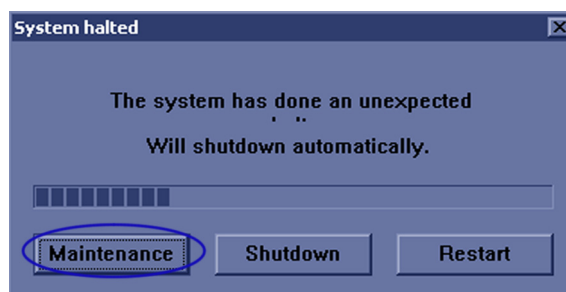 System halted
The system has done an unexpected
Will shutdown automatically.
Maintenance
Shutdown
Restart